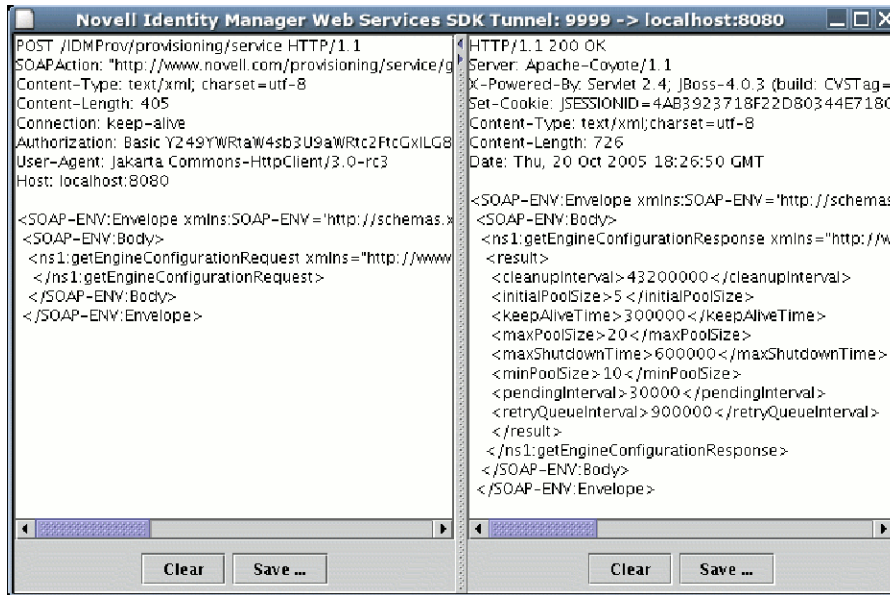 Novell Identity Manager Web Services SDK Tunnel: 9999 -> localhost:8080
POST /IDMProv/provisioning/service HTTP/1.1
SOAPAction: "http://www.novell.com/provisioning/service/g
Content-Type: text/xml; charset=utf-8
Content-Length: 405
Connection: keep-alive
Authorization: Basic Y249YWRtaW4sb3U9aWRtc2FtcGxlLG8
User-Agent: Jakarta Commons-HttpClient/3.0-rc3
Host: localhost:8080
<SOAP-ENV:Envelope xmlns:SOAP-ENV='http://schemas.x
<SOAP-ENV:Body>
<ns1:getEngineConfigurationRequest xmlns="http://www
</ns1:getEngineConfigurationRequest>
</SOAP-ENV:Body>
</SOAP-ENV:Envelope>
Clear
Save ...
HTTP/1.1 200 OK
Server: Apache-Coyote/1.1
X-Powered-By: Servlet 2.4; JBoss-4.0.3 (build: CVSTag=
Set-Cookie: JSESSIONID=4AB3923718F22D80344E7180
Content-Type: text/xml;charset=utf-8
Content-Length: 726
Date: Thu, 20 Oct 2005 18:26:50 GMT
<SOAP-ENV:Envelope xmlns:SOAP-ENV='http://schemas
<SOAP-ENV:Body>
<ns1:getEngineConfigurationResponse xmlns="http://w
<result>
<cleanupInterval>43200000</cleanupInterval>
<initialPoolSize>5</initialPoolSize>
<keepAliveTime>300000</keepAliveTime>
<maxPoolSize>20</maxPoolSize>
<maxShutdownTime>600000</maxShutdownTime>
<minPoolSize>10</minPoolSize>
<pendingInterval>30000</pendingInterval>
<retryQueueInterval>900000</retryQueueInterval>
</result>
</ns1:getEngineConfigurationResponse>
</SOAP-ENV:Body>
</SOAP-ENV:Envelope>
Clear
Save ...